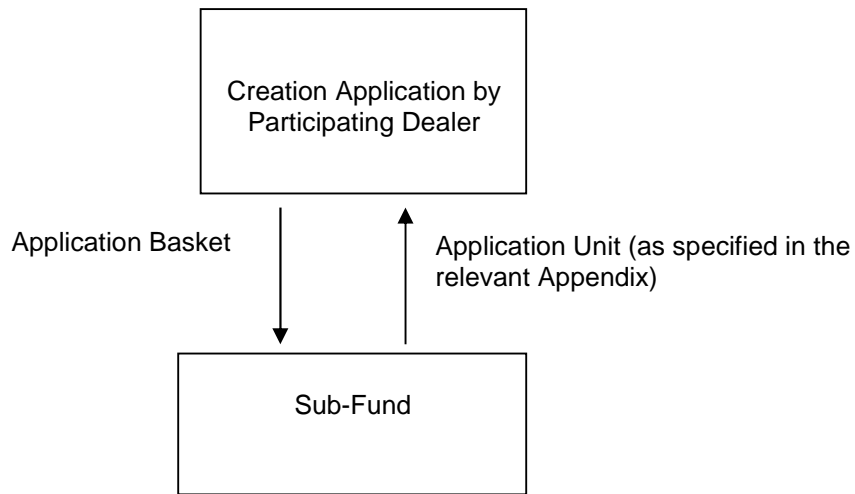 Creation Application by
Participating Dealer
Application Basket
Application Unit (as specified in the
relevant Appendix)
Sub-Fund